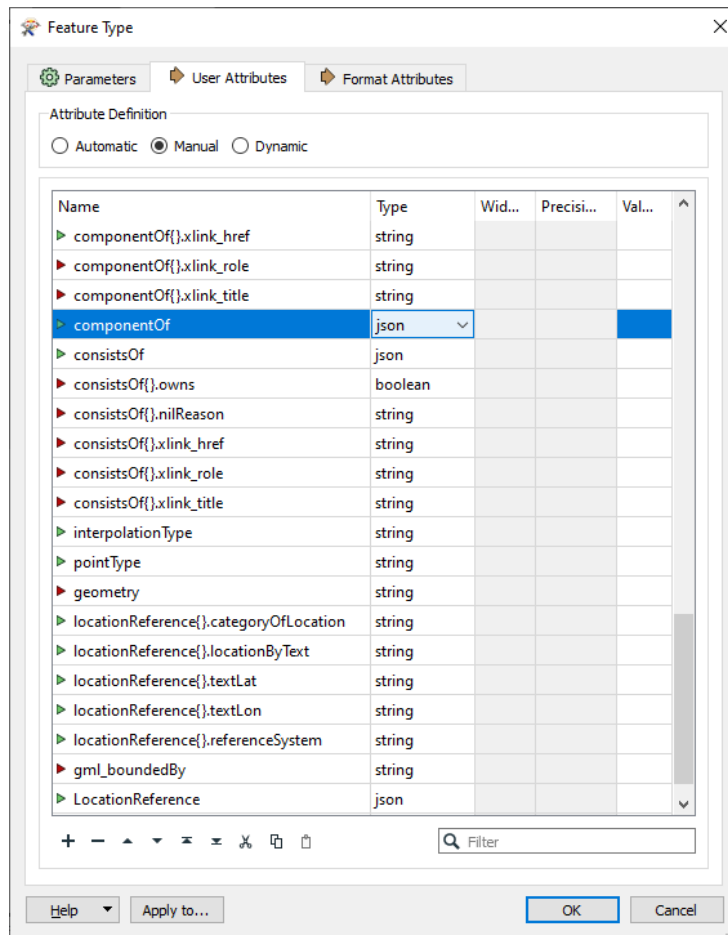 Feature Type
Parameters User Attributes Format Attributes
Attribute Definition
Automatic Manual Dynamic
Name Type Wid... Precisi... Val...
componentOf{}.xlink_href string
componentOf{}.xlink_role string
componentOf{}.xlink_title string
componentOf json
consistsOf json
consistsOf{}.owns boolean
consistsOf{}.nilReason string
consistsOf{}.xlink_href string
consistsOf{}.xlink_role string
consistsOf{}.xlink_title string
interpolationType string
pointType string
geometry string
locationReference{}.categoryOfLocation string
locationReference{}.locationByText string
locationReference{}.textLat string
locationReference{}.textLon string
locationReference{}.referenceSystem string
gml_boundedBy string
LocationReference json
Filter
Help Apply to... OK Cancel